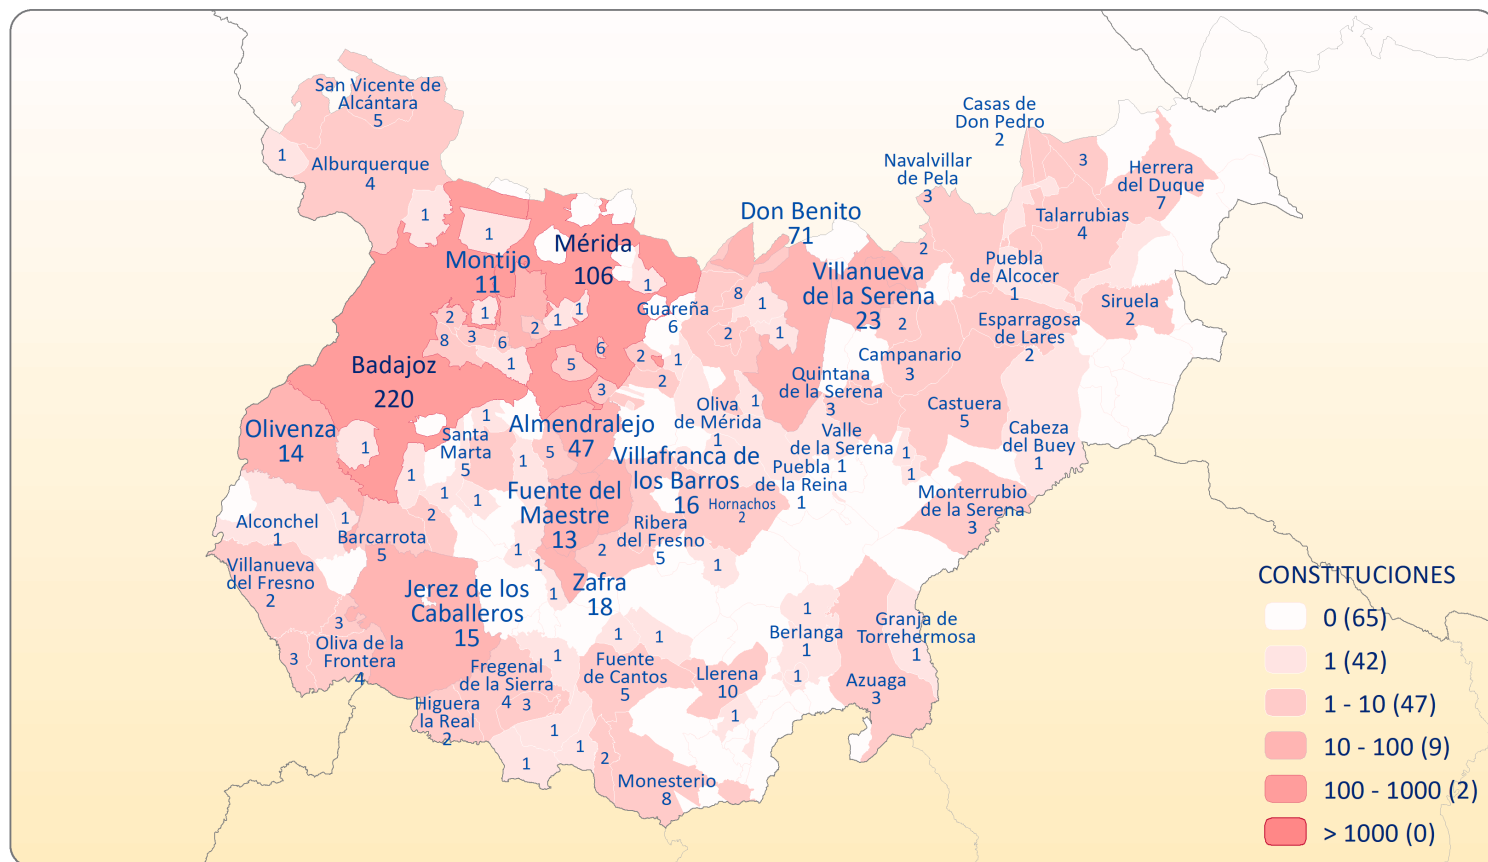 San Vicente de
Alcántara
5
1
Alburquerque
4
1
1
Montijo
11
Mérida
106
1
Casas de
Don Pedro
2
3
Navalvillar
de Pela
3
Herrera
del Duque
7
Don Benito
71
Talarrubias
4
2
Villanueva
de la Serena
23
Puebla
de Alcocer
1
Siruela
2
8
1
Guareña
6
2
1
2
Esparragosa
de Lares
2
2
1
2
1
1
8
3
6
1
6
5
2
1
3
2
Badajoz
220
Campanario
3
Quintana
de la Serena
3
Castuera
5
Olivenza
14
1
1
Santa
Marta
5
Almendralejo
47
1
5
Oliva
de Mérida
1
1
Valle
de la Serena
1
Cabeza
del Buey
1
1
1
1
1
1
2
Villafranca de
los Barros
16
Puebla
de la Reina
1
Hornachos
2
Monterrubio
de la Serena
3
Fuente del
Maestre
13
Ribera
del Fresno
5
2
1
Alconchel
1
1
Barcarrota
5
1
1
1
Villanueva
del Fresno
2
Jerez de los
Caballeros
15
Zafra
18
3
3
Oliva de la
Frontera
4
1
1
1
1
Berlanga
1
1
Granja de
Torrehermosa
1
Fregenal
de la Sierra
4
3
Fuente
de Cantos
5
Llerena
10
1
Azuaga
3
Higuera
la Real
2
1
1
1
2
Monesterio
8
CONSTITUCIONES
0 (65)
1 (42)
1 - 10 (47)
10 - 100 (9)
100 - 1000 (2)
> 1000 (0)